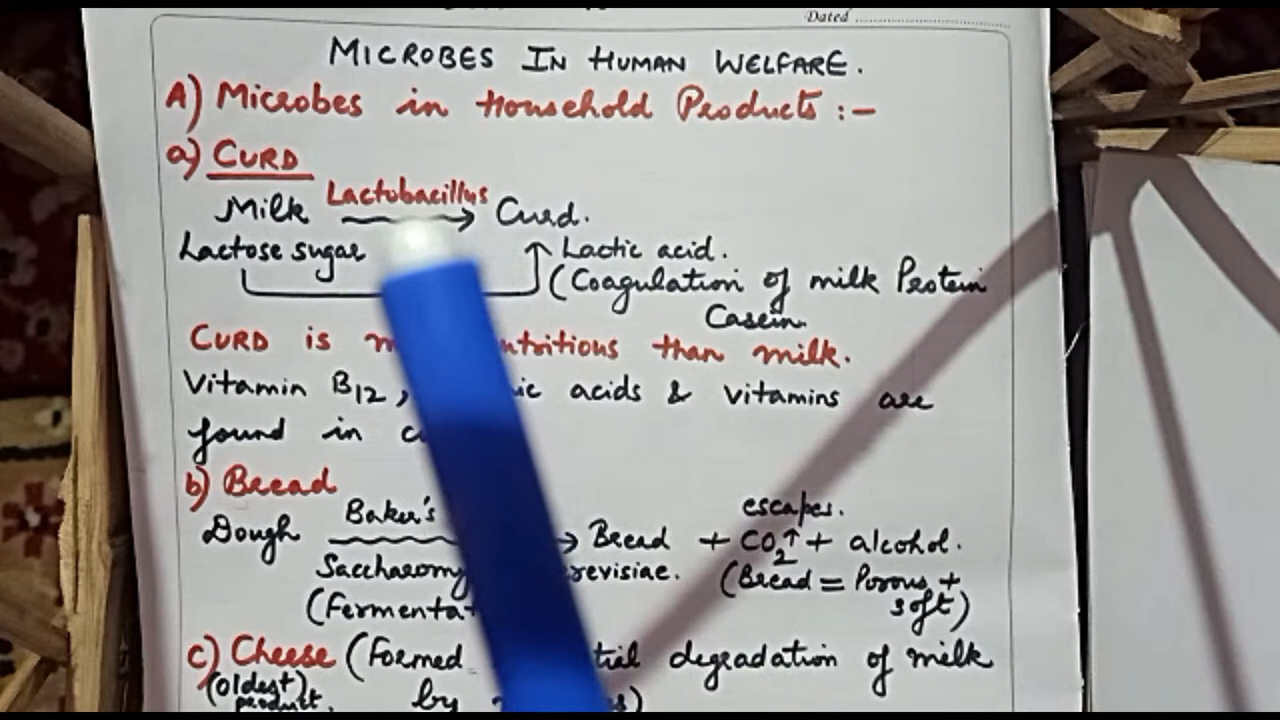 Dated
MICROBES IN HUMAN WELFARE.
A) Microbes in Household Products :-
a) CURD
Milk Lactobacillus → Curd.
Lactose sugar ↑ Lactic acid.
(Coagulation of milk Protein
Casein.
CURD is than milk.
Vitamin B12, acids & vitamins are
found in
b) Bread
Baker's escapes.
Dough → Bread + CO2↑ + alcohol.
(Bread = Porous +
soft)
c) Cheese (Formed degradation of milk
(oldest) by
product.